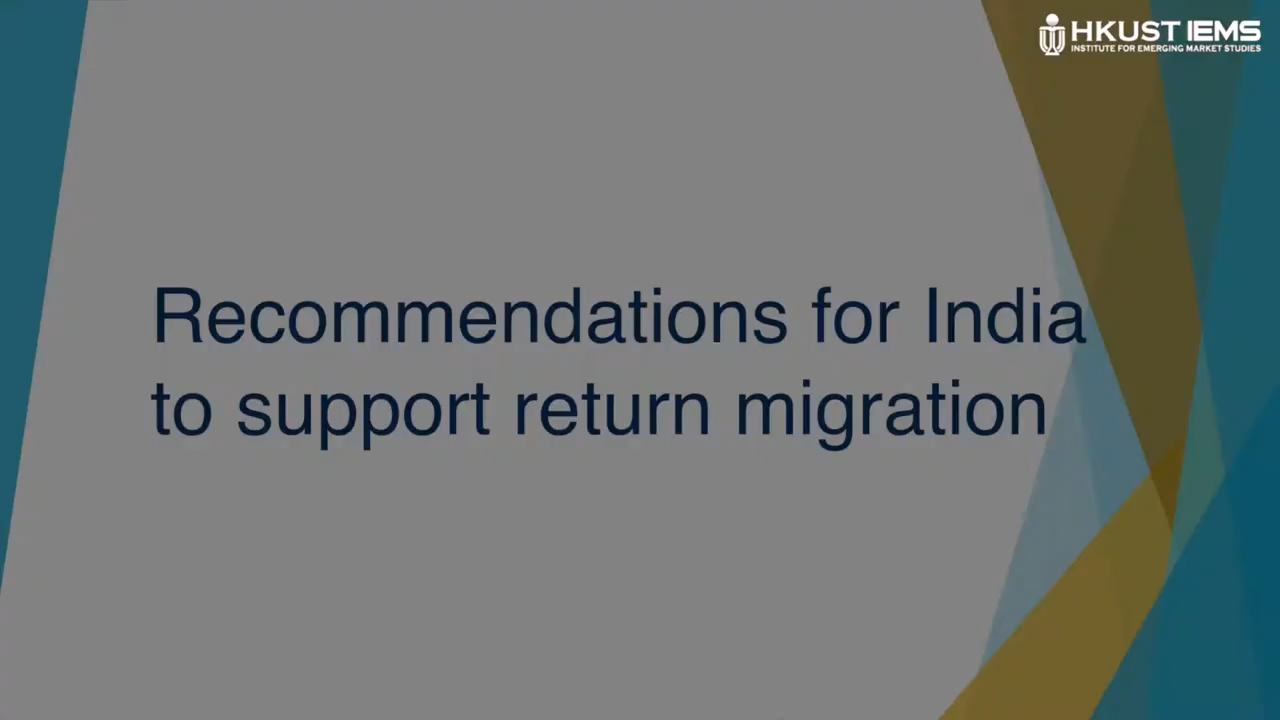 HKUST IEMS
INSTITUTE FOR EMERGING MARKET STUDIES
Recommendations for India
to support return migration